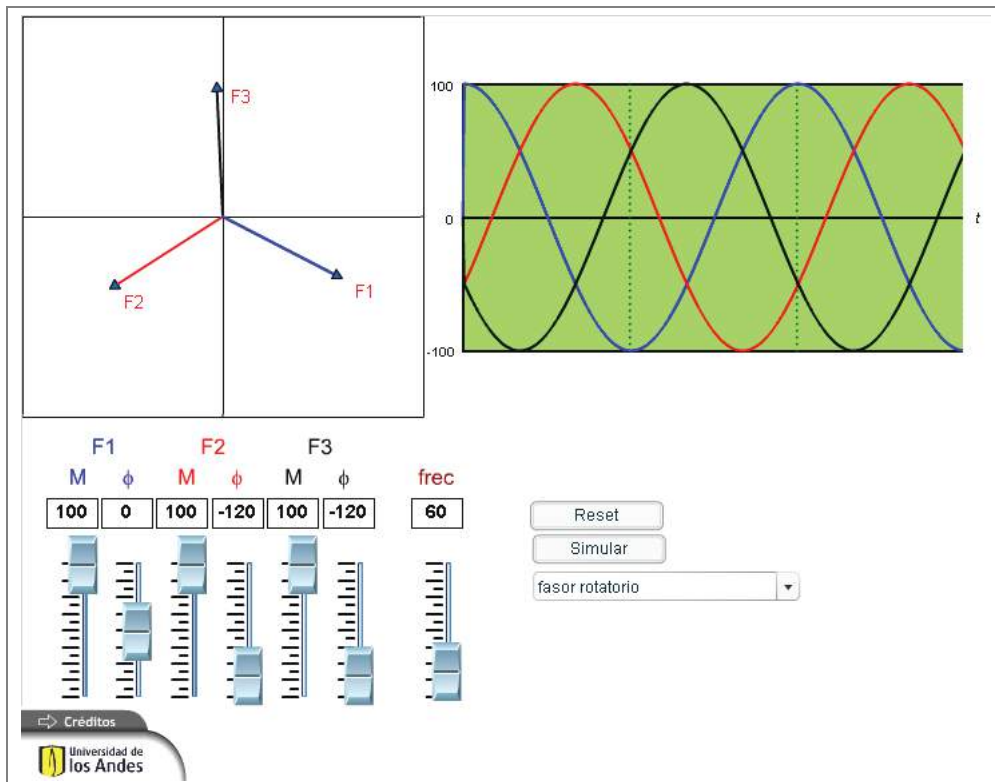 F3
F2
F1
100
0
-100
t
F1 F2 F3
M ϕ M ϕ M ϕ frec
100 0 100 -120 100 -120 60
Reset
Simular
fasor rotatorio
Créditos
Universidad de
los Andes